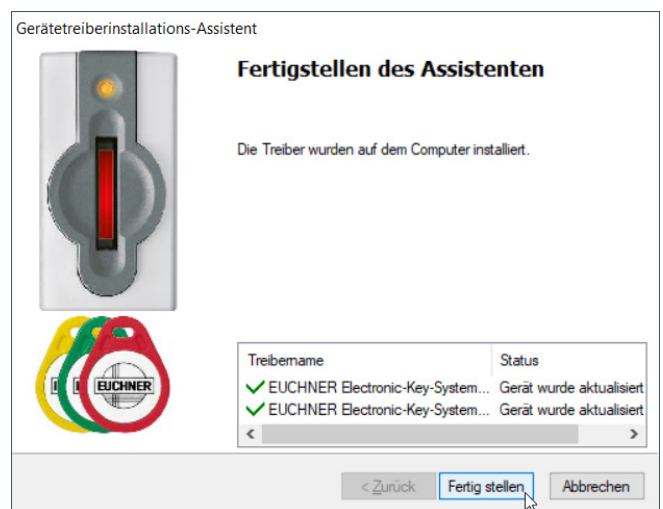 Gerätetreiberinstallations-Assistent
Fertigstellen des Assistenten
Die Treiber wurden auf dem Computer installiert.
EUCHNER
Treibername Status
EUCHNER Electronic-Key-System... Gerät wurde aktualisiert
EUCHNER Electronic-Key-System... Gerät wurde aktualisiert
< Zurück Fertig stellen Abbrechen